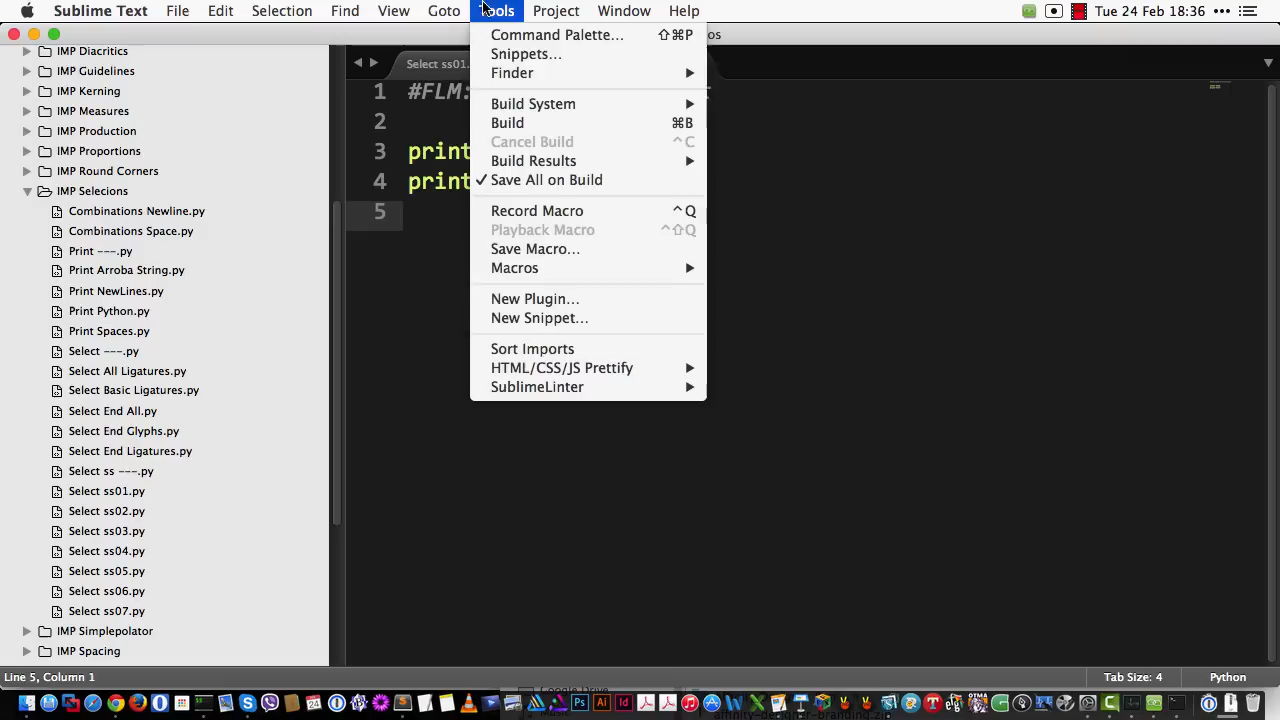 Sublime Text File Edit Selection Find View Goto Tools Project Window Help Tue 24 Feb 18:36
IMP Diacritics
IMP Guidelines
IMP Kerning
IMP Measures
IMP Production
IMP Proportions
IMP Round Corners
IMP Selecions
Combinations Newline.py
Combinations Space.py
Print ---.py
Print Arroba String.py
Print NewLines.py
Print Python.py
Print Spaces.py
Select ---.py
Select All Ligatures.py
Select Basic Ligatures.py
Select End All.py
Select End Glyphs.py
Select End Ligatures.py
Select ss ---.py
Select ss01.py
Select ss02.py
Select ss03.py
Select ss04.py
Select ss05.py
Select ss06.py
Select ss07.py
IMP Simplepolator
IMP Spacing
Select ss01.
1 #FLM:
2
3 print
4 print
5
Command Palette... ⇧⌘P
Snippets...
Finder
Build System
Build ⌘B
Cancel Build ^C
Build Results
✓ Save All on Build
Record Macro ^Q
Playback Macro ^⇧Q
Save Macro...
Macros
New Plugin...
New Snippet...
Sort Imports
HTML/CSS/JS Prettify
SublimeLinter
Line 5, Column 1 Tab Size: 4 Python